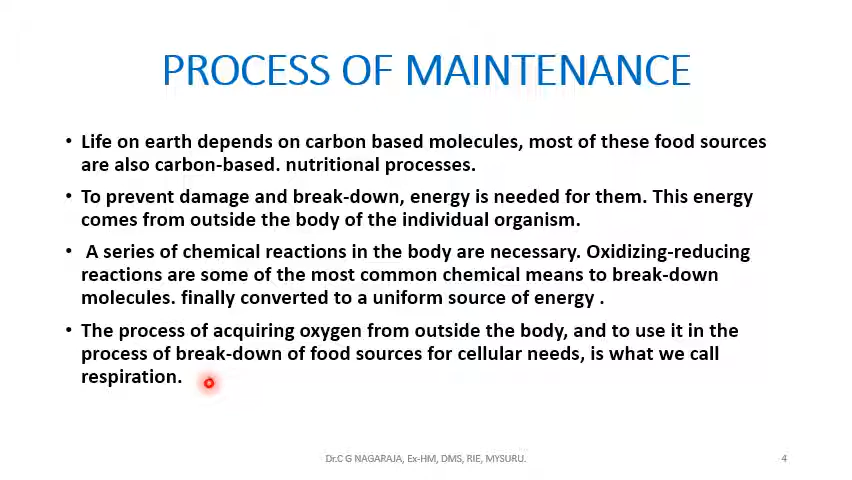 PROCESS OF MAINTENANCE
• Life on earth depends on carbon based molecules, most of these food sources
are also carbon-based. nutritional processes.
• To prevent damage and break-down, energy is needed for them. This energy
comes from outside the body of the individual organism.
• A series of chemical reactions in the body are necessary. Oxidizing-reducing
reactions are some of the most common chemical means to break-down
molecules. finally converted to a uniform source of energy .
• The process of acquiring oxygen from outside the body, and to use it in the
process of break-down of food sources for cellular needs, is what we call
respiration.
Dr.C G NAGARAJA, Ex-HM, DMS, RIE, MYSURU.
4